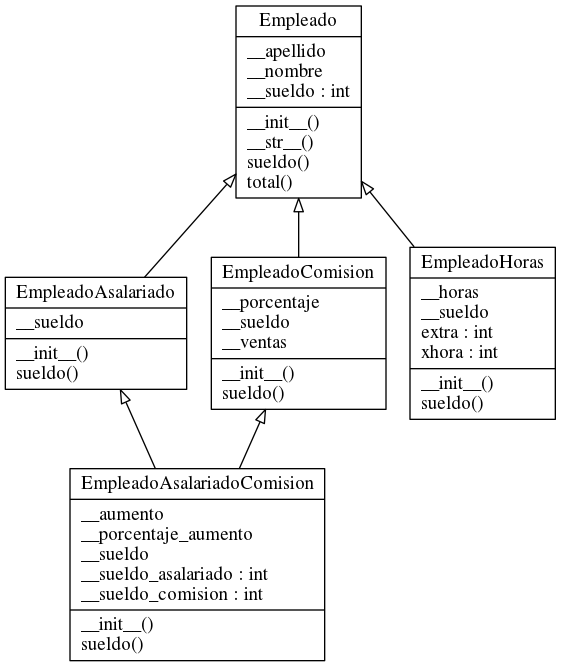 Empleado
__apellido
__nombre
__sueldo : int
__init__()
__str__()
sueldo()
total()
EmpleadoAsalariado
__sueldo
__init__()
sueldo()
EmpleadoComision
__porcentaje
__sueldo
__ventas
__init__()
sueldo()
EmpleadoHoras
__horas
__sueldo
extra : int
xhora : int
__init__()
sueldo()
EmpleadoAsalariadoComision
__aumento
__porcentaje_aumento
__sueldo
__sueldo_asalariado : int
__sueldo_comision : int
__init__()
sueldo()